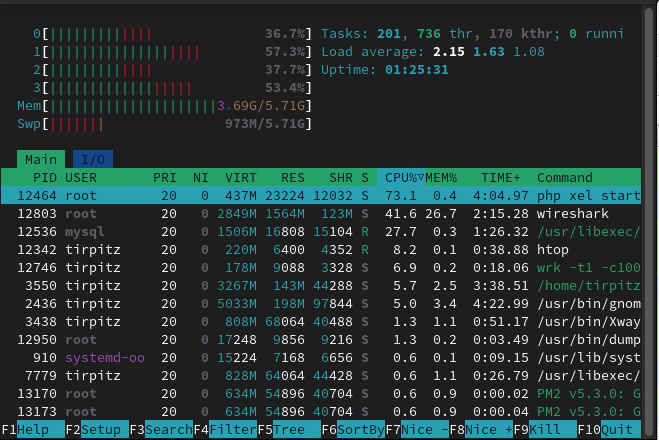 0[||||||||||||| 36.7%] Tasks: 201, 736 thr, 170 kthr; 0 runni
1[||||||||||||||||||| 57.3%] Load average: 2.15 1.63 1.08
2[||||||||||||| 37.7%] Uptime: 01:25:31
3[|||||||||||||||||| 53.4%]
Mem[|||||||||||||||||||||3.69G/5.71G]
Swp[||||||| 973M/5.71G]
Main I/O
PID USER PRI NI VIRT RES SHR S CPU%▽MEM% TIME+ Command
12464 root 20 0 437M 23224 12032 S 73.1 0.4 4:04.97 php xel start
12803 root 20 0 2849M 1564M 123M S 41.6 26.7 2:15.28 wireshark
12536 mysql 20 0 1506M 16808 15104 R 27.7 0.3 1:26.32 /usr/libexec/
12342 tirpitz 20 0 220M 6400 4352 R 8.2 0.1 0:38.88 htop
12746 tirpitz 20 0 178M 9088 3328 S 6.9 0.2 0:18.06 wrk -t1 -c100
3550 tirpitz 20 0 3267M 143M 44288 S 5.7 2.5 3:38.51 /home/tirpitz
2436 tirpitz 20 0 5033M 198M 97844 S 5.0 3.4 4:22.99 /usr/bin/gnom
3438 tirpitz 20 0 808M 68064 40488 S 1.3 1.1 0:51.17 /usr/bin/Xway
12950 root 20 0 17248 9856 9216 S 1.3 0.2 0:03.49 /usr/bin/dump
910 systemd-oo 20 0 15224 7168 6656 S 0.6 0.1 0:09.15 /usr/lib/syst
7779 tirpitz 20 0 828M 64064 44428 S 0.6 1.1 0:26.79 /usr/libexec/
13170 root 20 0 634M 54896 40704 S 0.6 0.9 0:00.02 PM2 v5.3.0: G
13173 root 20 0 634M 54896 40704 S 0.6 0.9 0:00.04 PM2 v5.3.0: G
F1Help F2Setup F3SearchF4FilterF5Tree F6SortByF7Nice -F8Nice +F9Kill F10Quit